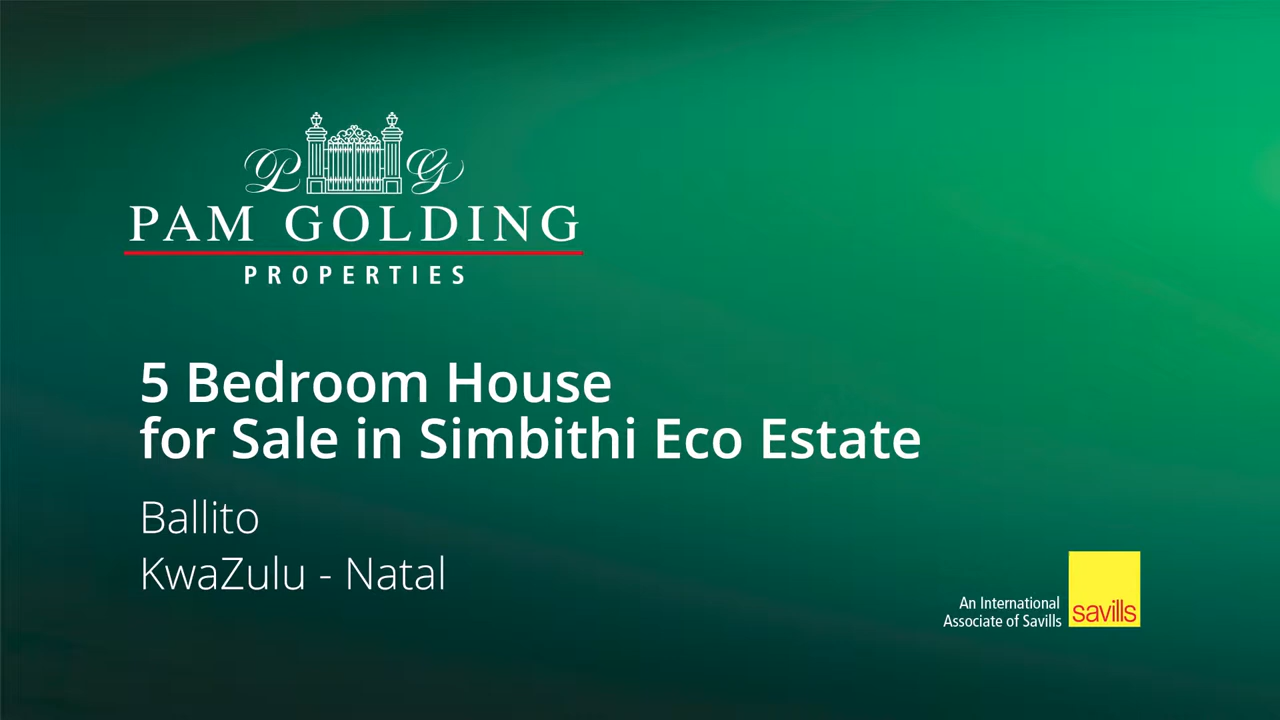 P G
PAM GOLDING
PROPERTIES
5 Bedroom House
for Sale in Simbithi Eco Estate
Ballito
KwaZulu - Natal
An International
Associate of Savills
savills